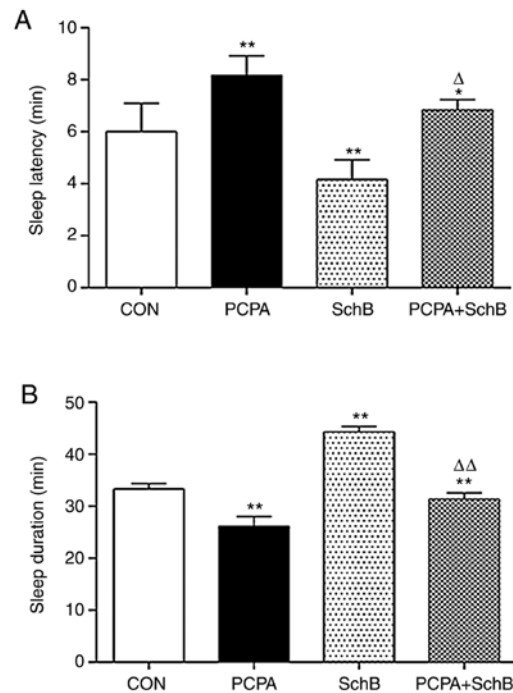 A
10
8
6
4
2
0
Sleep latency (min)
**
**
Δ
*
CON PCPA SchB PCPA+SchB
B
50
40
30
20
10
0
Sleep duration (min)
**
**
ΔΔ
**
CON PCPA SchB PCPA+SchB